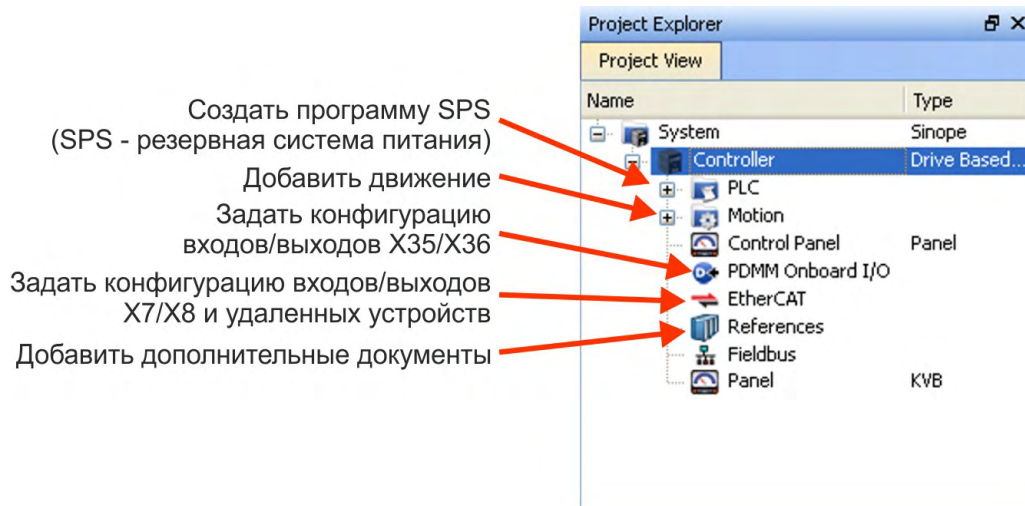 Создать программу SPS
(SPS - резервная система питания)
Добавить движение
Задать конфигурацию
входов/выходов X35/X36
Задать конфигурацию входов/выходов
X7/X8 и удаленных устройств
Добавить дополнительные документы
Project Explorer
Project View
Name Type
System Sinope
Controller Drive Based...
PLC
Motion
Control Panel Panel
PDMM Onboard I/O
EtherCAT
References
Fieldbus
Panel KVB